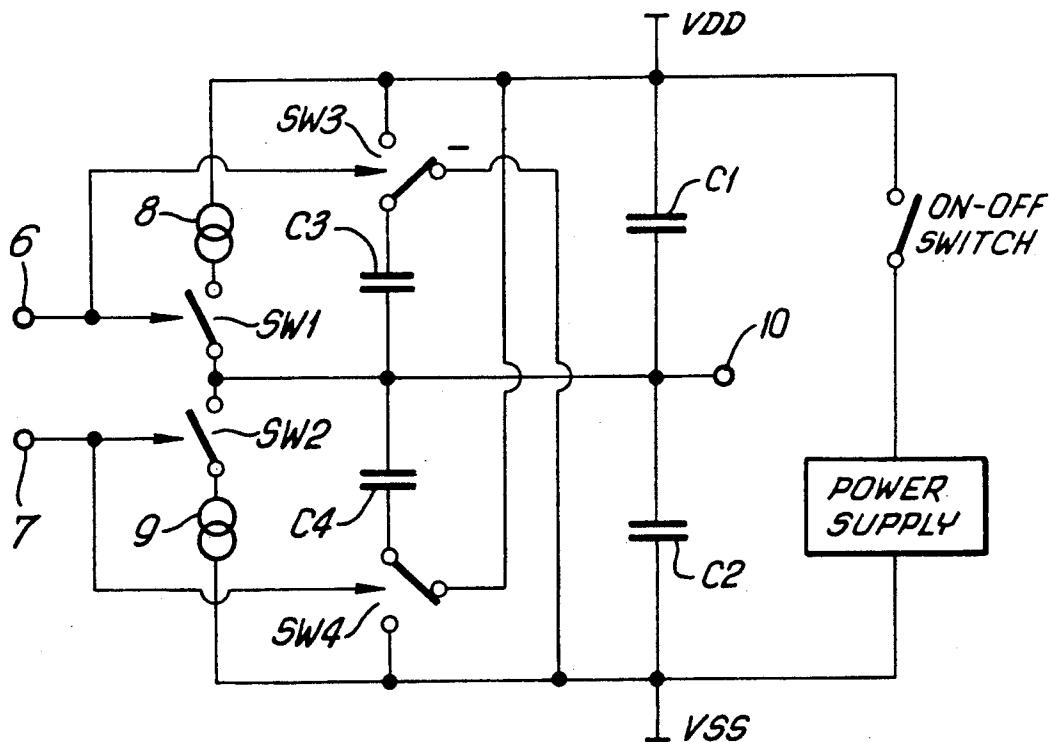 VDD
SW3
–
C1
8
C3
ON-OFF
SWITCH
6
SW1
10
SW2
7
9
C4
POWER
SUPPLY
C2
SW4
VSS